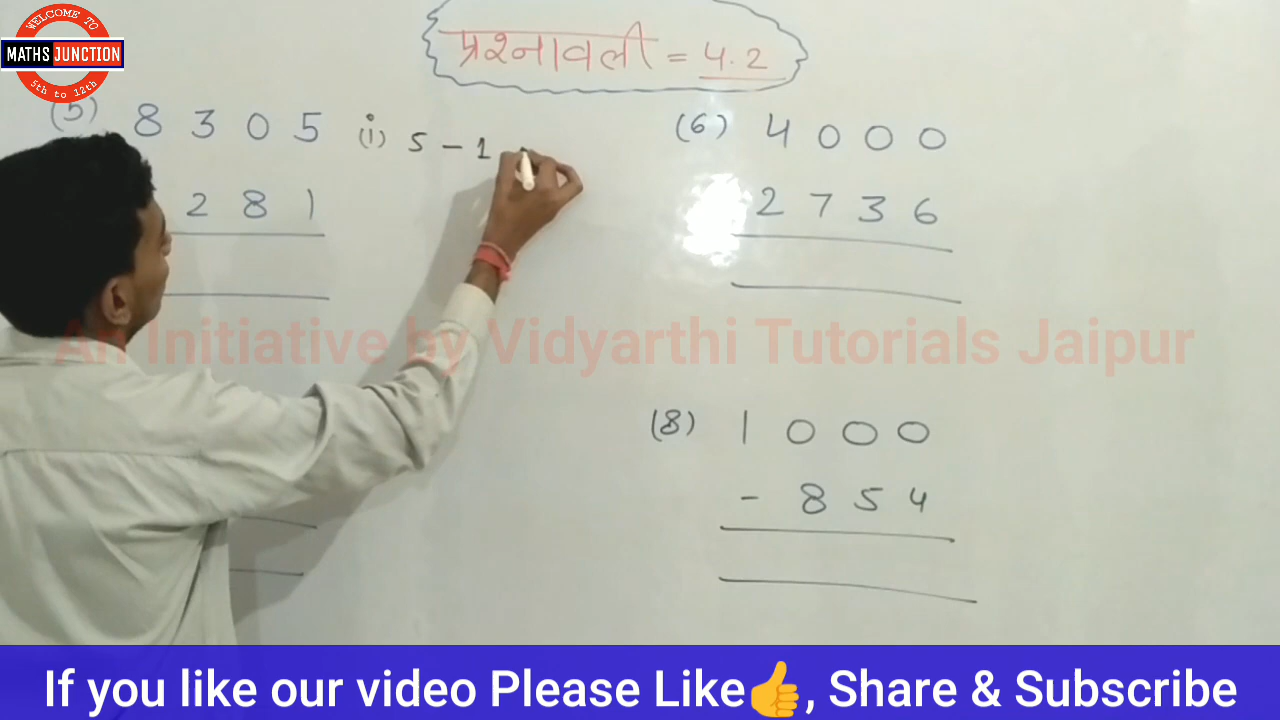 WELCOME TO
MATHS JUNCTION
5th to 12th
प्रश्नावली = 4.2
(5) 8 3 0 5
2 8 1
(i) 5 - 1
(6) 4 0 0 0
2 7 3 6
An Initiative by Vidyarthi Tutorials Jaipur
(8) 1 0 0 0
- 8 5 4
If you like our video Please Like👍, Share & Subscribe